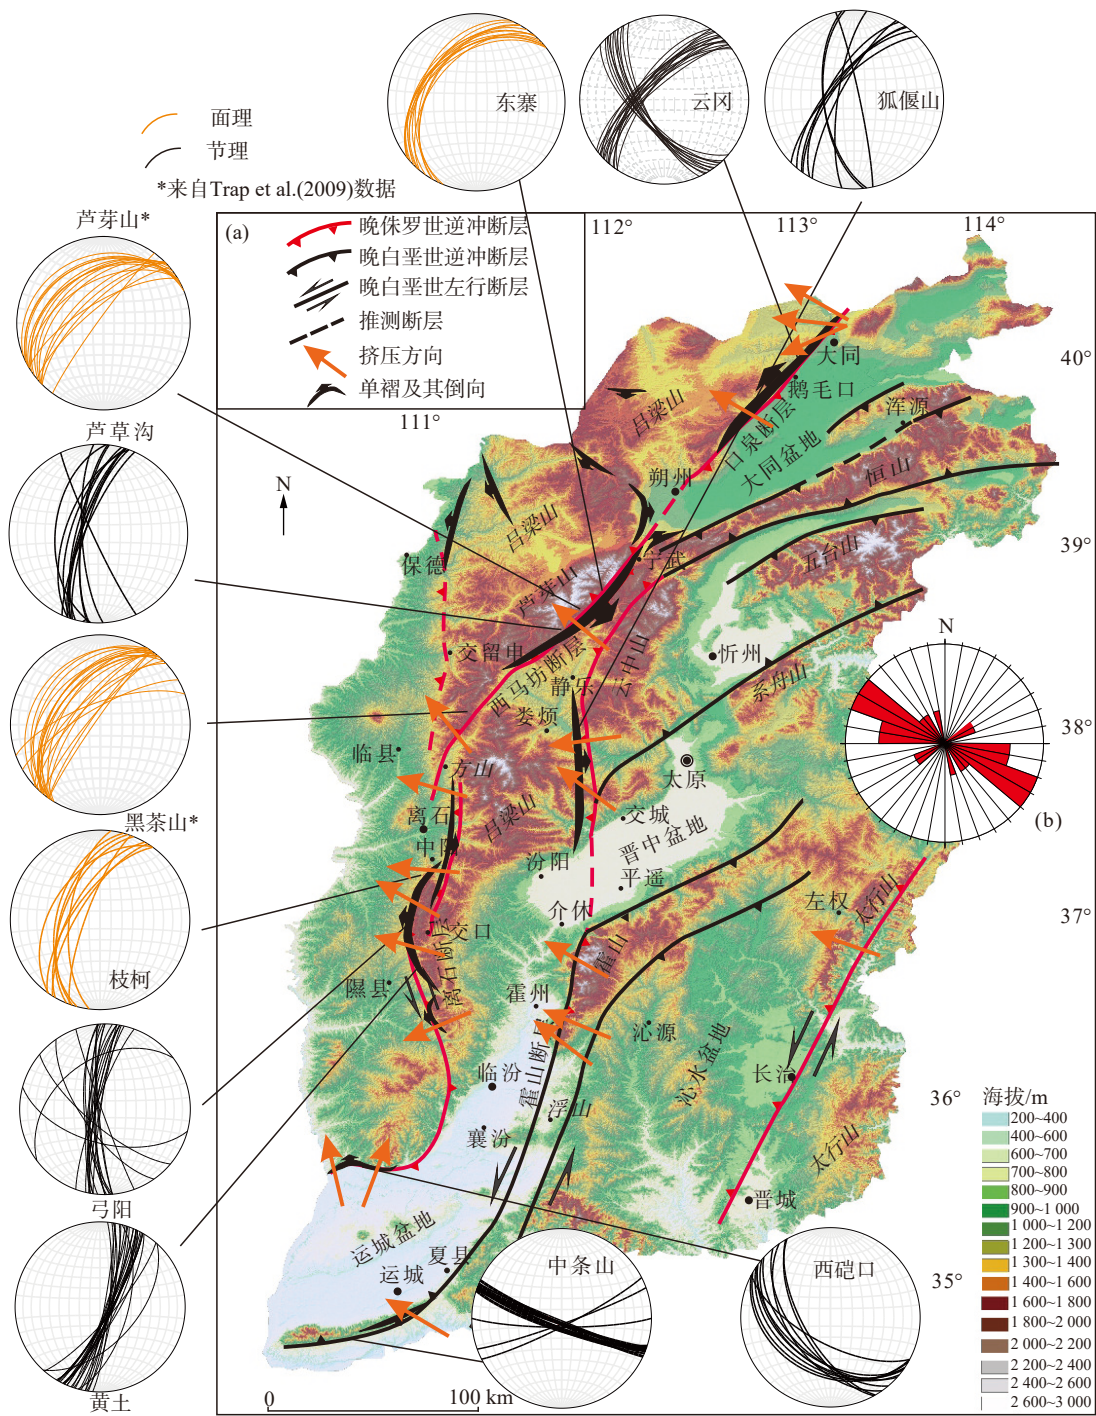 东寨
云冈
狐偃山
面理
节理
*来自Trap et al.(2009)数据
芦芽山*
芦草沟
黑茶山*
枝柯
弓阳
黄土
(a)
晚侏罗世逆冲断层
晚白垩世逆冲断层
晚白垩世左行断层
推测断层
挤压方向
单褶及其倒向
111°
112°
113°
114°
40°
39°
38°
37°
36°
35°
N
大同
鹅毛口
吕梁山
口泉断层
大同盆地
浑源
恒山
朔州
吕梁山
保德
宁武
五台山
芦芽山
交留申
西马坊断层
静乐
云中山
忻州
系舟山
娄烦
临县
方山
太原
离石
吕梁山
交城
中阳
晋中盆地
汾阳
平遥
介休
左权
太行山
交口
离石断层
霍山
隰县
霍州
沁源
沁水盆地
长治
霍山断层
临汾
浮山
襄汾
太行山
晋城
运城盆地
夏县
运城
中条山
西硙口
N
(b)
海拔/m
200~400
400~600
600~700
700~800
800~900
900~1 000
1 000~1 200
1 200~1 300
1 300~1 400
1 400~1 600
1 600~1 800
1 800~2 000
2 000~2 200
2 200~2 400
2 400~2 600
2 600~3 000
0
100 km